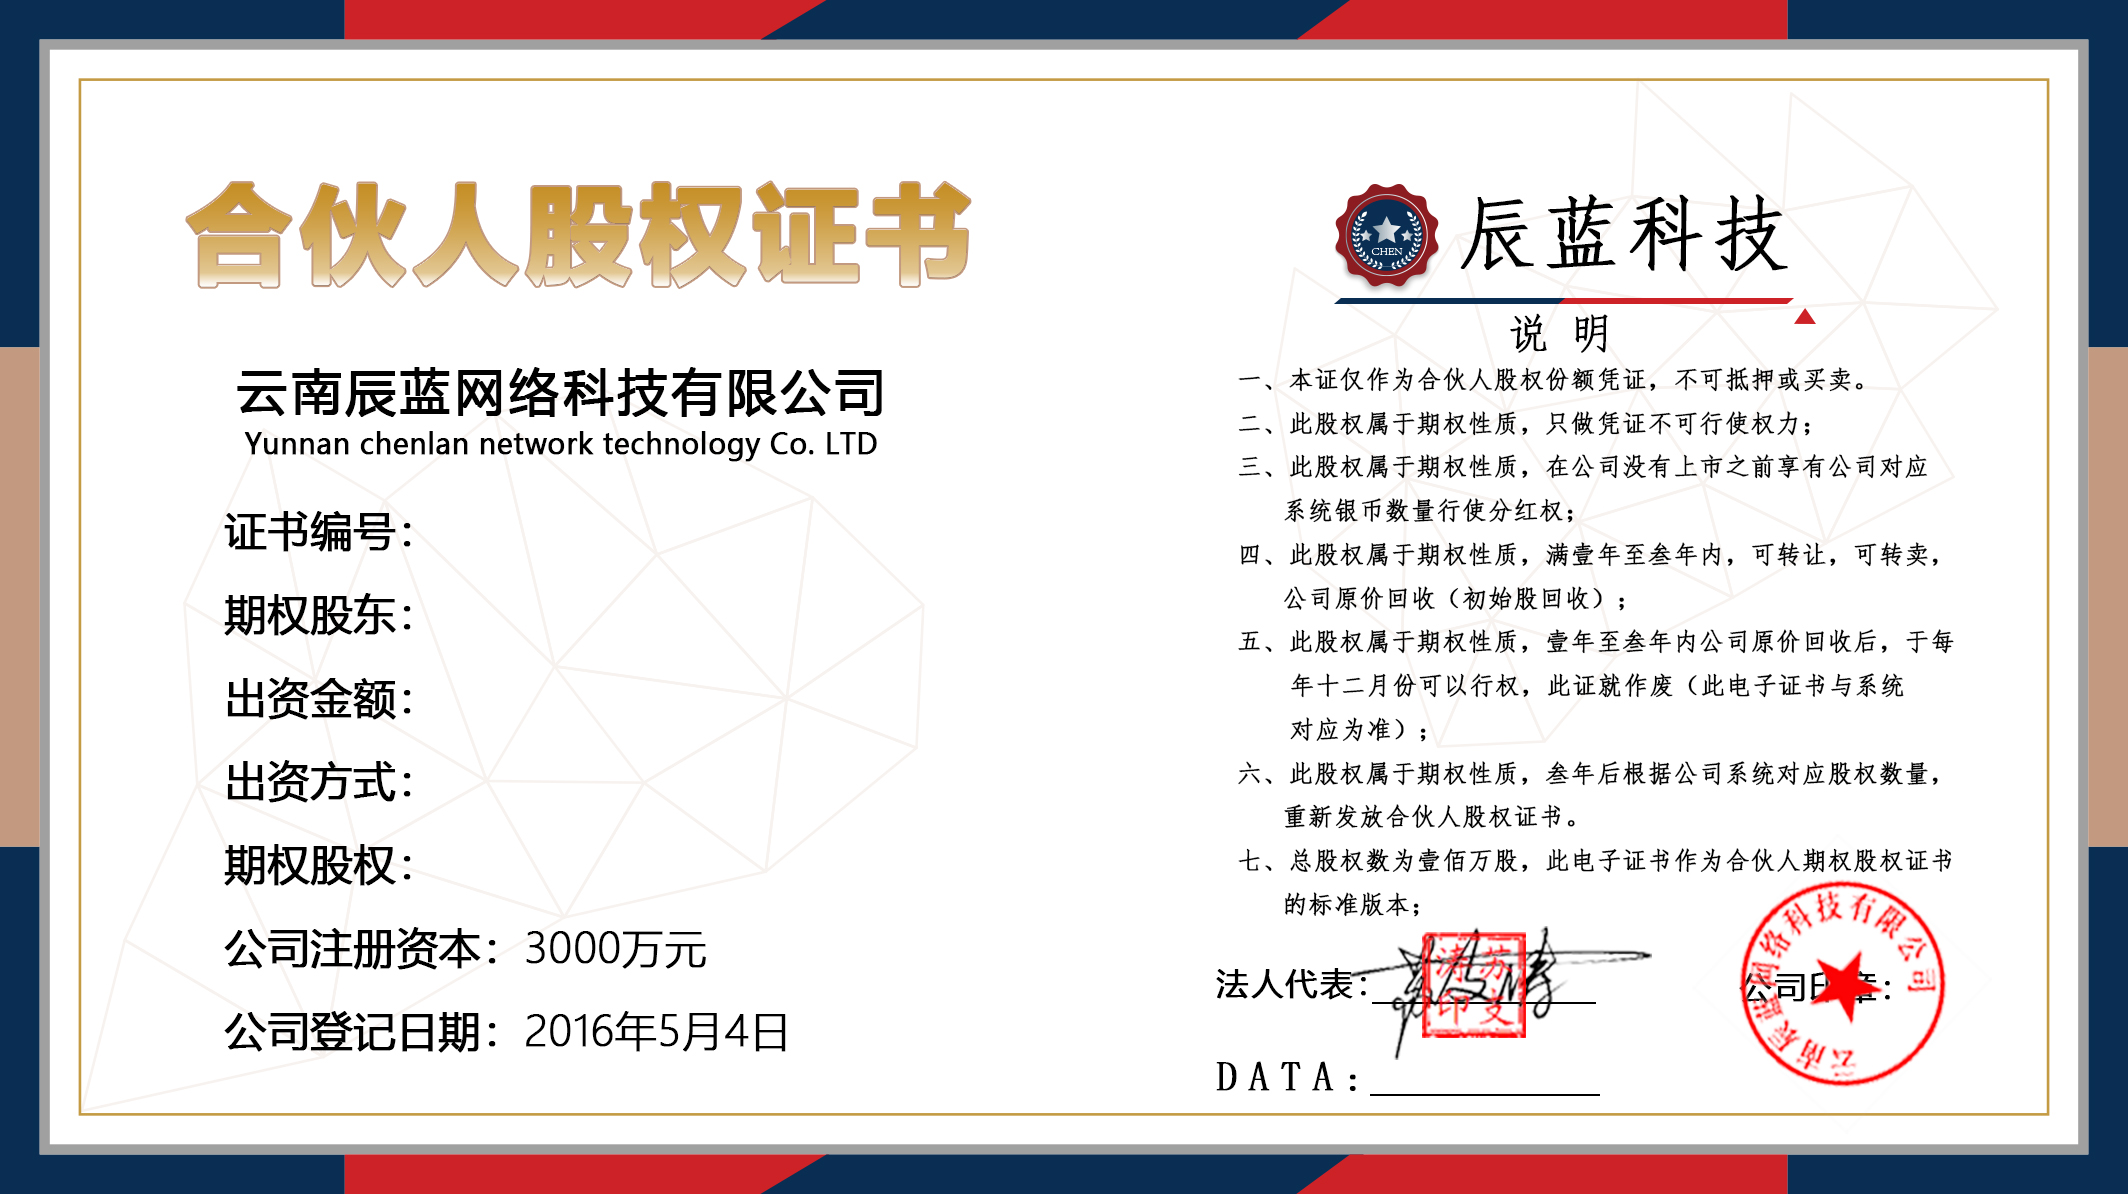 合伙人股权证书
云南辰蓝网络科技有限公司
Yunnan chenlan network technology Co. LTD
证书编号：
期权股东：
出资金额：
出资方式：
期权股权：
公司注册资本：3000万元
公司登记日期：2016年5月4日
CHEN
辰蓝科技
说 明
一、本证仅作为合伙人股权份额凭证，不可抵押或买卖。
二、此股权属于期权性质，只做凭证不可行使权力；
三、此股权属于期权性质，在公司没有上市之前享有公司对应
系统银币数量行使分红权；
四、此股权属于期权性质，满壹年至叁年内，可转让，可转卖，
公司原价回收（初始股回收）；
五、此股权属于期权性质，壹年至叁年内公司原价回收后，于每
年十二月份可以行权，此证就作废（此电子证书与系统
对应为准）；
六、此股权属于期权性质，叁年后根据公司系统对应股权数量，
重新发放合伙人股权证书。
七、总股权数为壹佰万股，此电子证书作为合伙人期权股权证书
的标准版本；
法人代表：
苏文涛印
公司印章：
云南辰蓝网络科技有限公司
DATA：